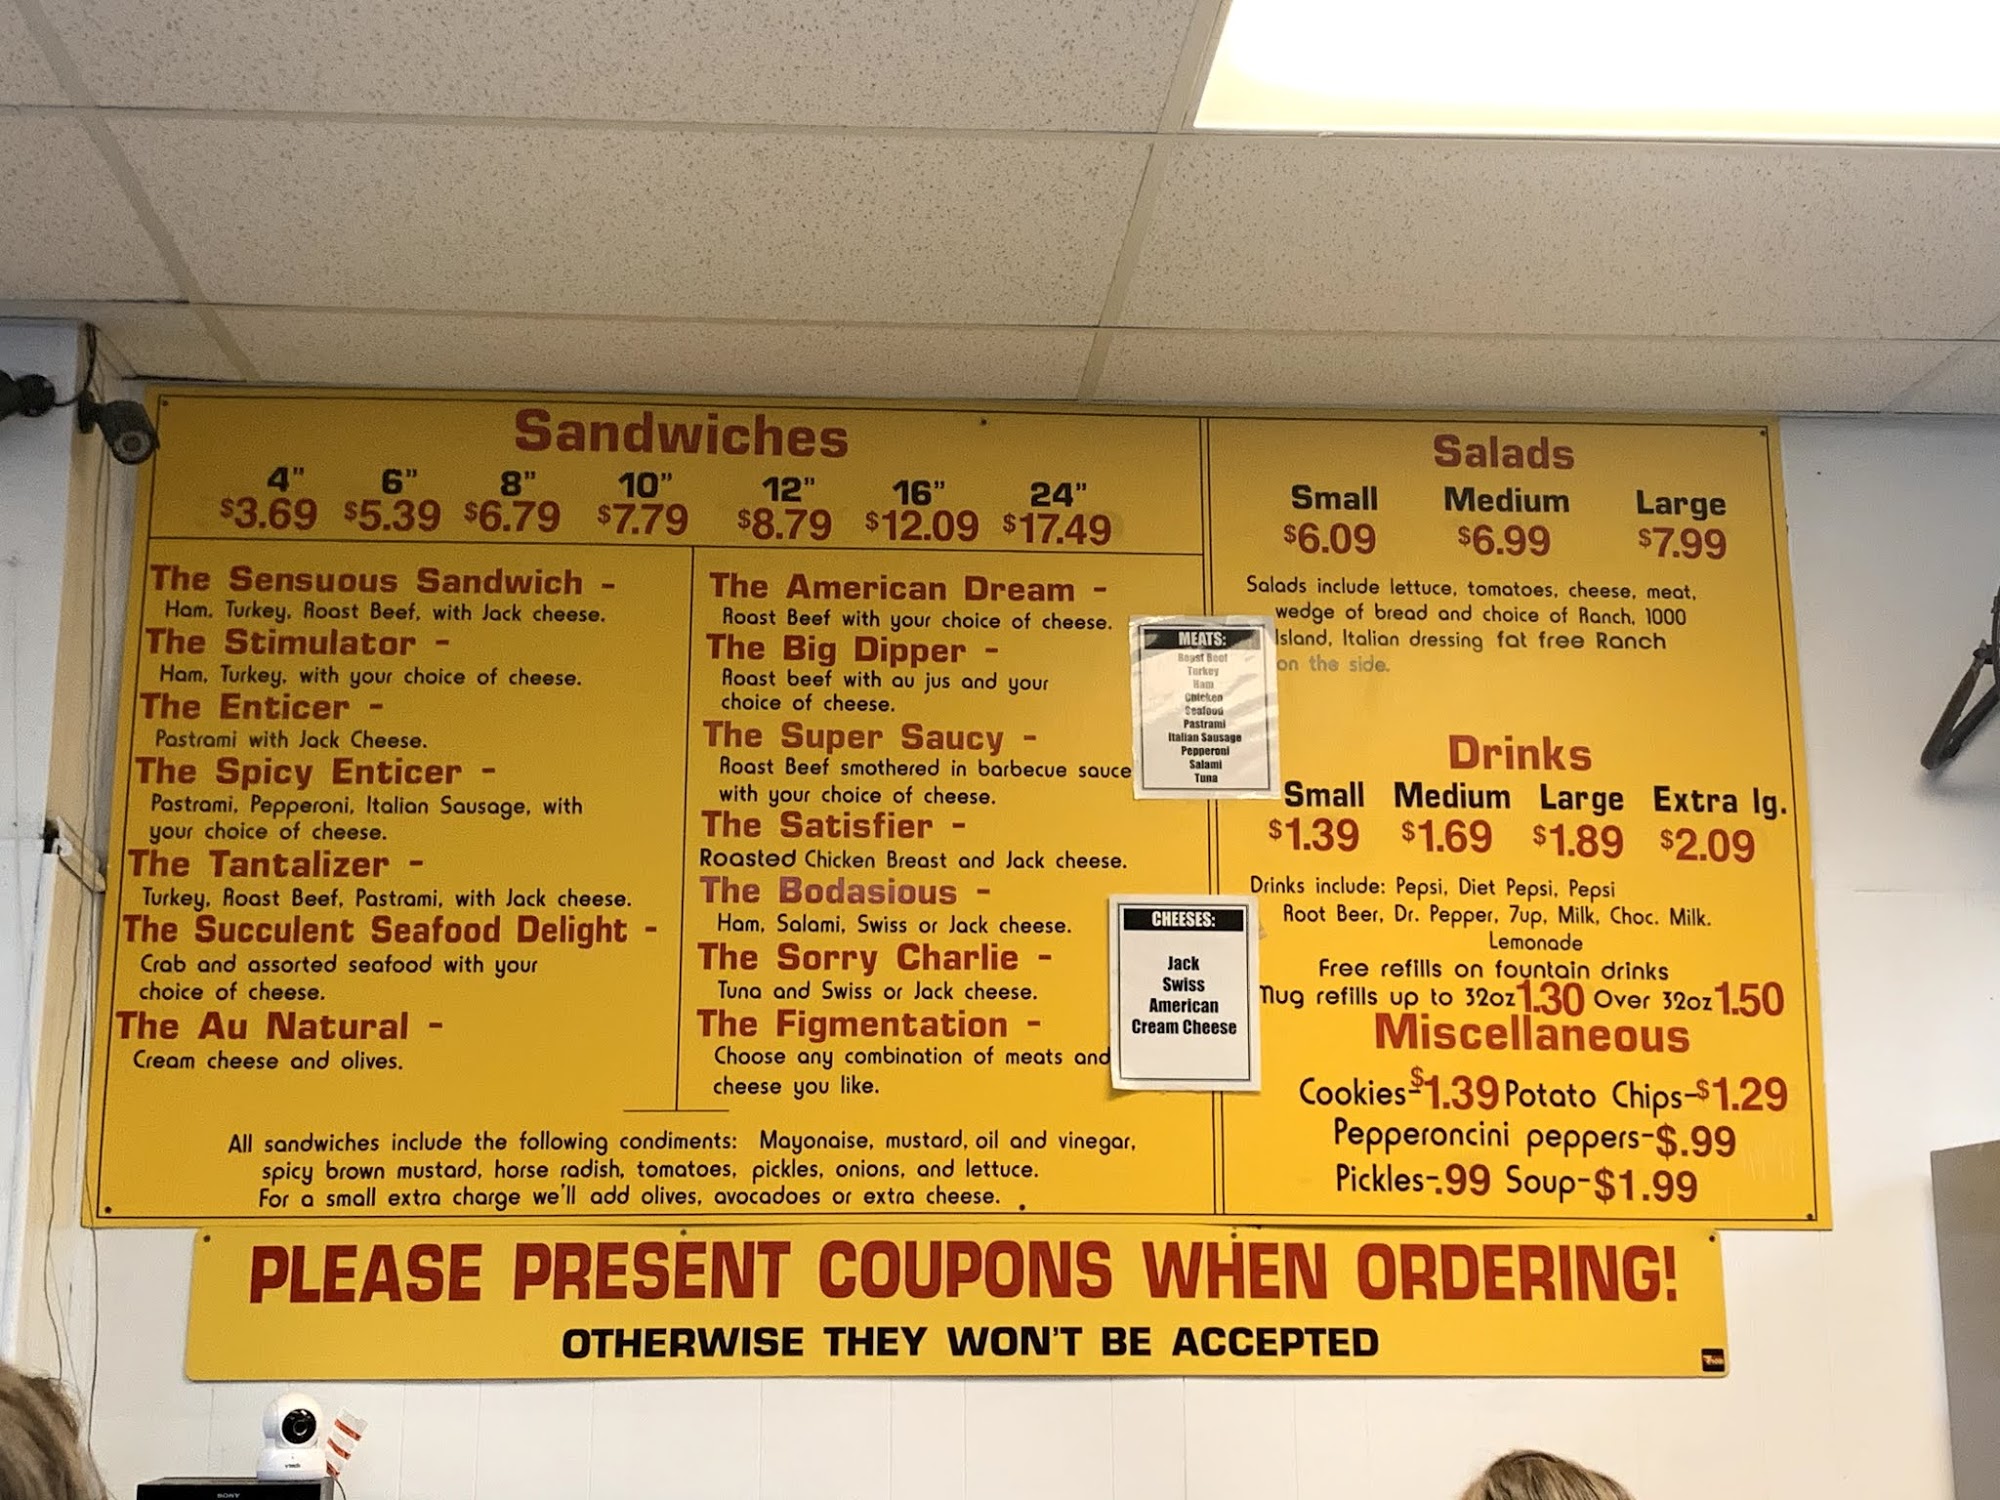 Sandwiches
4" 6" 8" 10" 12" 16" 24"
$3.69 $5.39 $6.79 $7.79 $8.79 $12.09 $17.49
The Sensuous Sandwich -
Ham, Turkey, Roast Beef, with Jack cheese.
The Stimulator -
Ham, Turkey, with your choice of cheese.
The Enticer -
Pastrami with Jack Cheese.
The Spicy Enticer -
Pastrami, Pepperoni, Italian Sausage, with
your choice of cheese.
The Tantalizer -
Turkey, Roast Beef, Pastrami, with Jack cheese.
The Succulent Seafood Delight -
Crab and assorted seafood with your
choice of cheese.
The Au Natural -
Cream cheese and olives.
The American Dream -
Roast Beef with your choice of cheese.
The Big Dipper -
Roast beef with au jus and your
choice of cheese.
The Super Saucy -
Roast Beef smothered in barbecue sauce
with your choice of cheese.
The Satisfier -
Roasted Chicken Breast and Jack cheese.
The Bodasious -
Ham, Salami, Swiss or Jack cheese.
The Sorry Charlie -
Tuna and Swiss or Jack cheese.
The Figmentation -
Choose any combination of meats and
cheese you like.
All sandwiches include the following condiments: Mayonaise, mustard, oil and vinegar,
spicy brown mustard, horse radish, tomatoes, pickles, onions, and lettuce.
For a small extra charge we'll add olives, avocadoes or extra cheese.
MEATS:
Roast Beef
Turkey
Ham
Chicken
Seafood
Pastrami
Italian Sausage
Pepperoni
Salami
Tuna
CHEESES:
Jack
Swiss
American
Cream Cheese
Salads
Small Medium Large
$6.09 $6.99 $7.99
Salads include lettuce, tomatoes, cheese, meat,
wedge of bread and choice of Ranch, 1000
Island, Italian dressing fat free Ranch
on the side.
Drinks
Small Medium Large Extra lg.
$1.39 $1.69 $1.89 $2.09
Drinks include: Pepsi, Diet Pepsi, Pepsi
Root Beer, Dr. Pepper, 7up, Milk, Choc. Milk.
Lemonade
Free refills on fountain drinks
Mug refills up to 32oz 1.30 Over 32oz 1.50
Miscellaneous
Cookies-$1.39 Potato Chips-$1.29
Pepperoncini peppers-$.99
Pickles-.99 Soup-$1.99
PLEASE PRESENT COUPONS WHEN ORDERING!
OTHERWISE THEY WON'T BE ACCEPTED
vtech
SONY